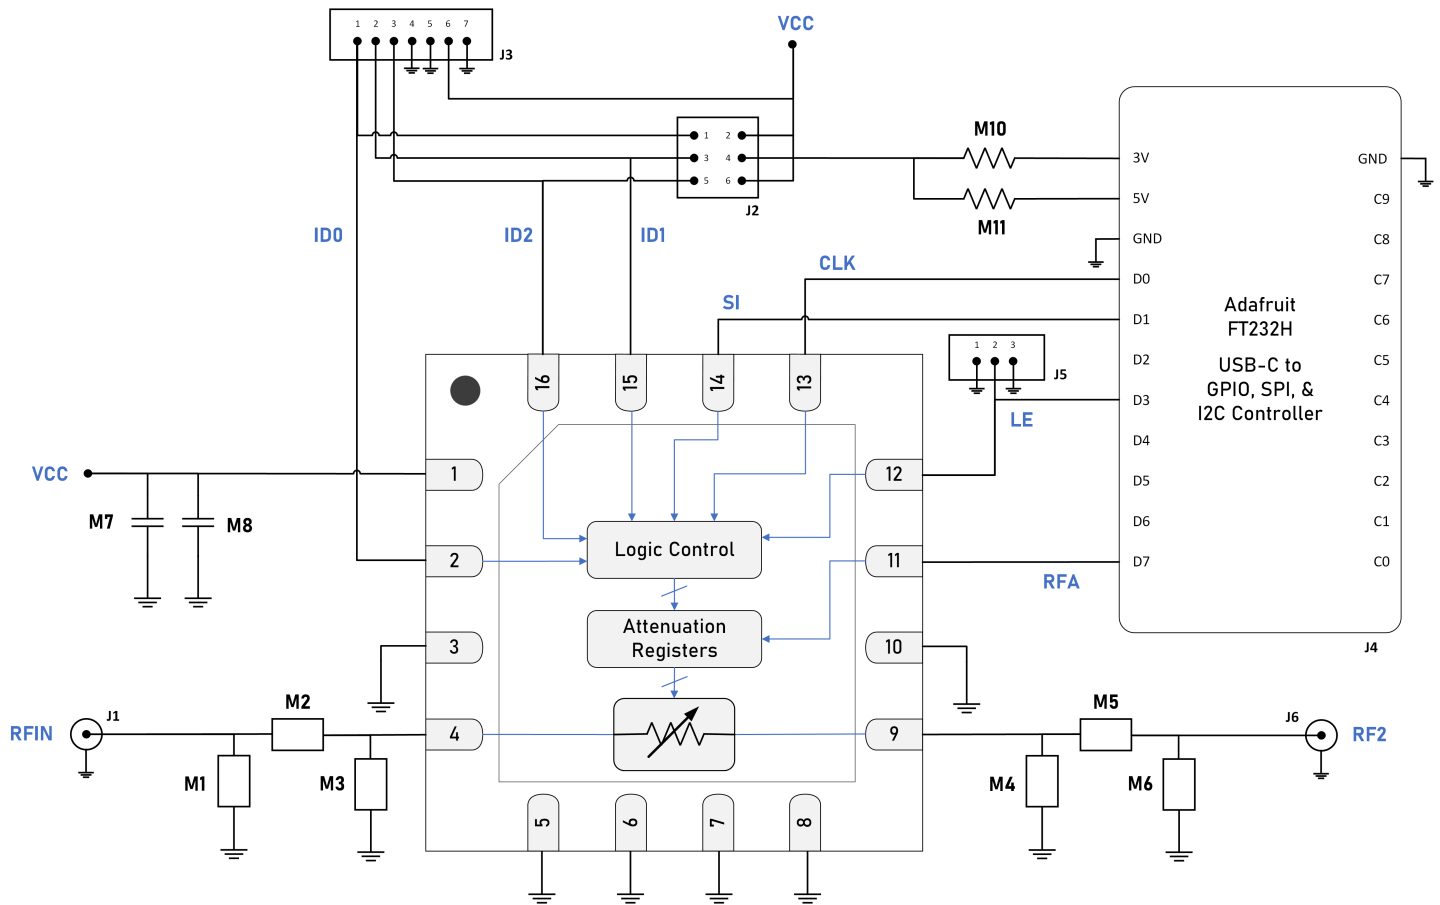 1 2 3 4 5 6 7
J3
VCC
1 2
3 4
5 6
J2
M10
M11
3V
5V
GND
D0
D1
D2
D3
D4
D5
D6
D7
GND
C9
C8
C7
C6
C5
C4
C3
C2
C1
C0
Adafruit
FT232H
USB-C to
GPIO, SPI, &
I2C Controller
J4
ID0
ID2
ID1
CLK
SI
1 2 3
J5
LE
RFA
16
15
14
13
VCC
M7
M8
1
2
3
4
12
11
10
9
Logic Control
Attenuation
Registers
RFIN
J1
M2
M1
M3
M5
M4
M6
J6
RF2
5
6
7
8